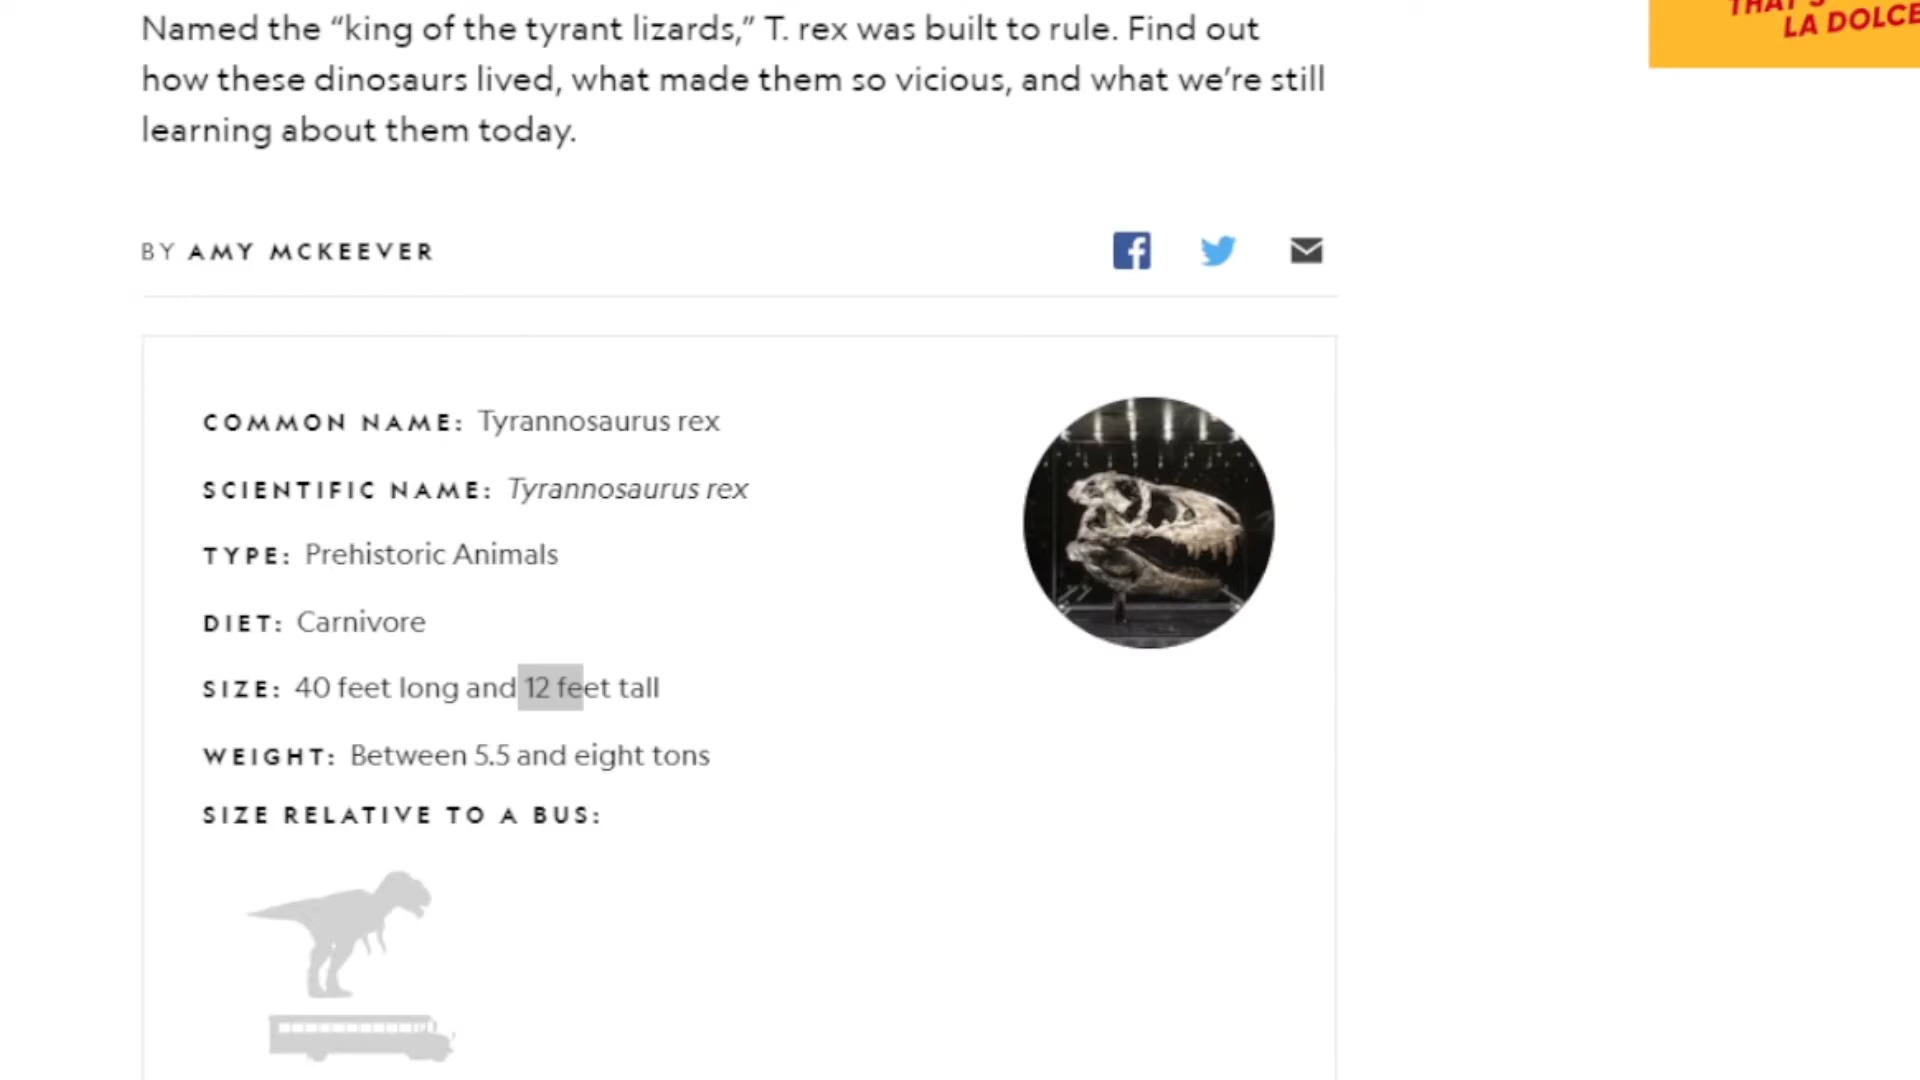 THAT'S
LA DOLCE
Named the “king of the tyrant lizards,” T. rex was built to rule. Find out
how these dinosaurs lived, what made them so vicious, and what we’re still
learning about them today.
BY AMY MCKEEVER
COMMON NAME: Tyrannosaurus rex
SCIENTIFIC NAME: Tyrannosaurus rex
TYPE: Prehistoric Animals
DIET: Carnivore
SIZE: 40 feet long and 12 feet tall
WEIGHT: Between 5.5 and eight tons
SIZE RELATIVE TO A BUS: